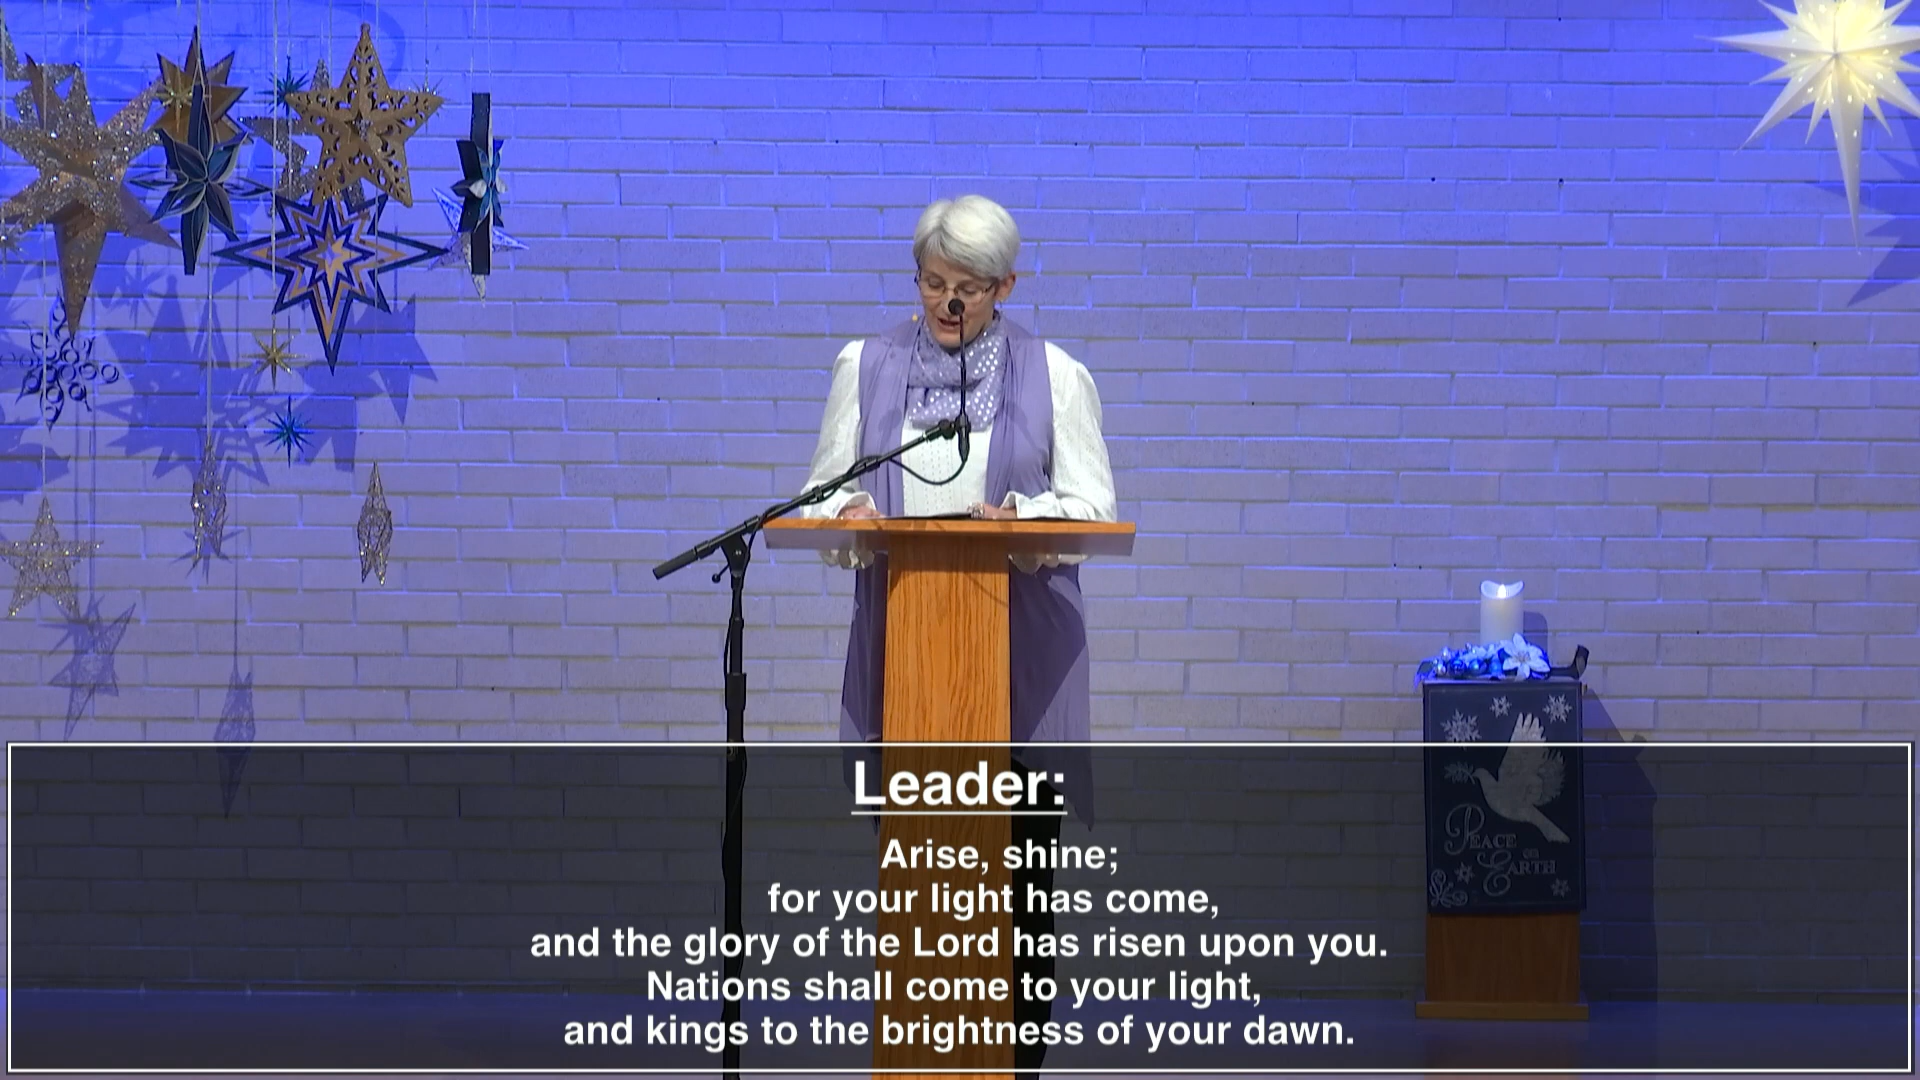 Leader:
Arise, shine;
for your light has come,
and the glory of the Lord has risen upon you.
Nations shall come to your light,
and kings to the brightness of your dawn.
PEACE
on
EARTH